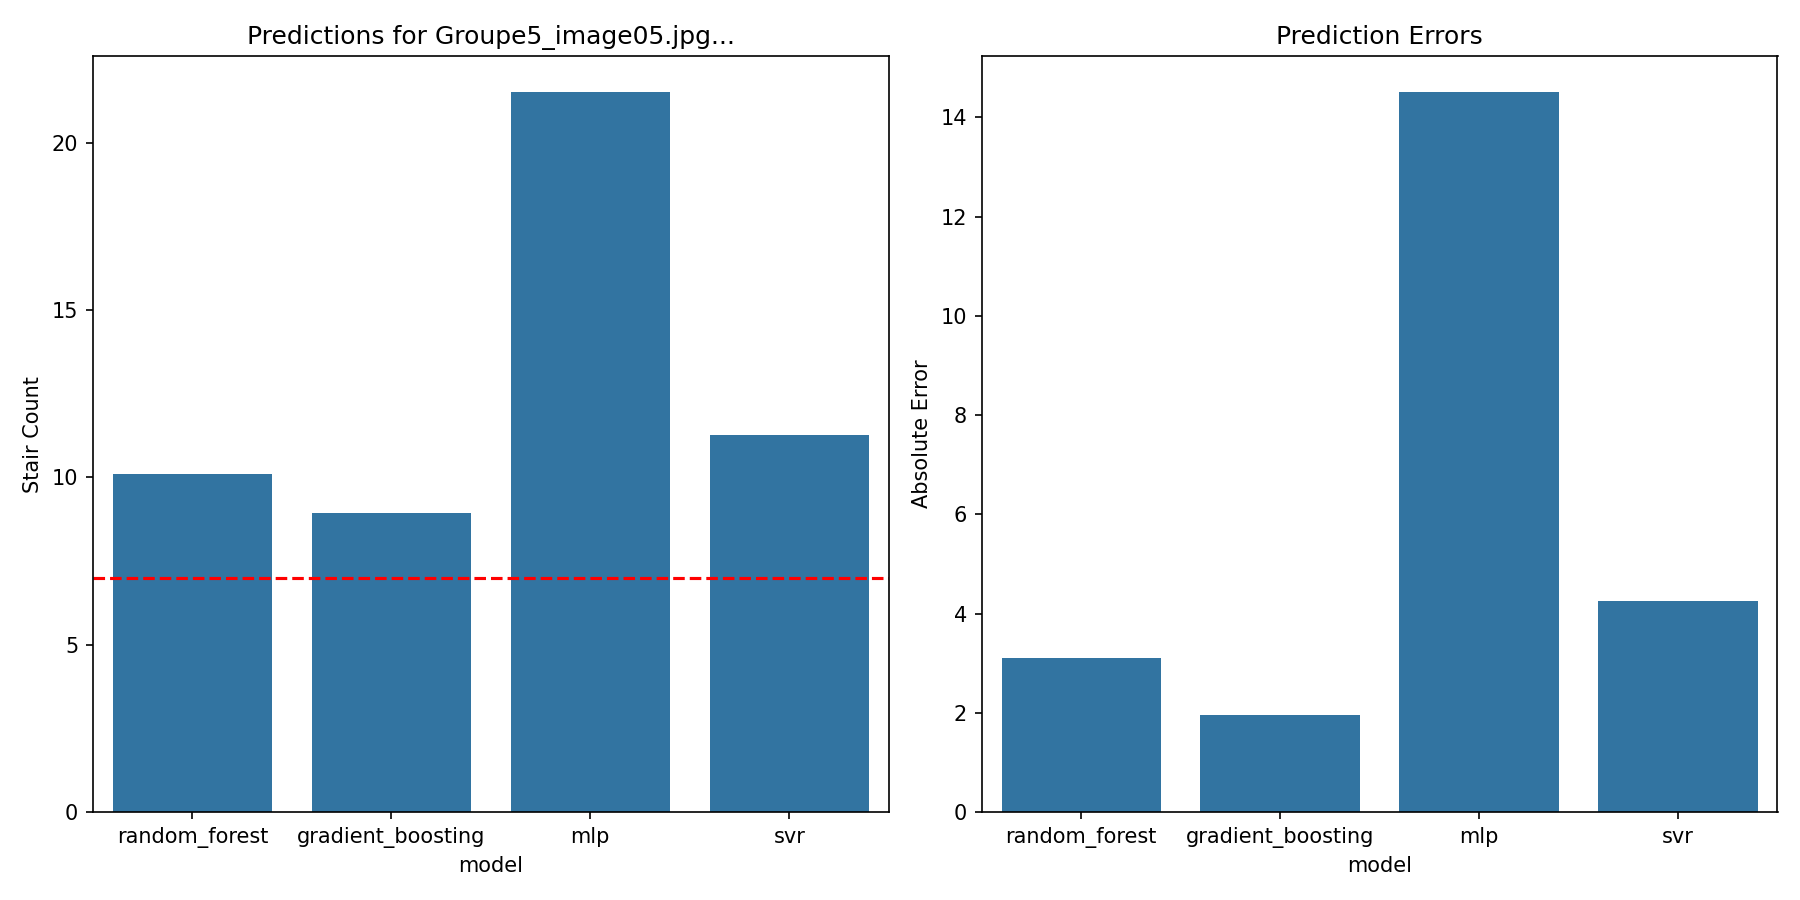 Predictions for Groupe5_image05.jpg...
Stair Count
20
15
10
5
0
random_forest gradient_boosting mlp svr
model
Prediction Errors
Absolute Error
14
12
10
8
6
4
2
0
random_forest gradient_boosting mlp svr
model